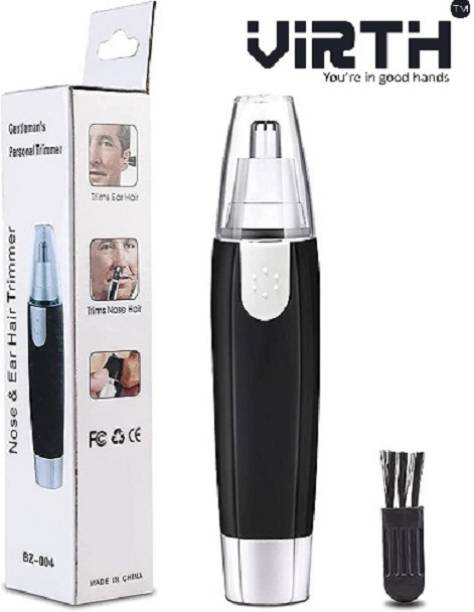 VIRTH
TM
You're in good hands
Gentleman's
Personal Trimmer
Nose & Ear Hair Trimmer
BZ-004
Trims Ear Hair
Trims Nose Hair
FC CE
MADE IN CHINA